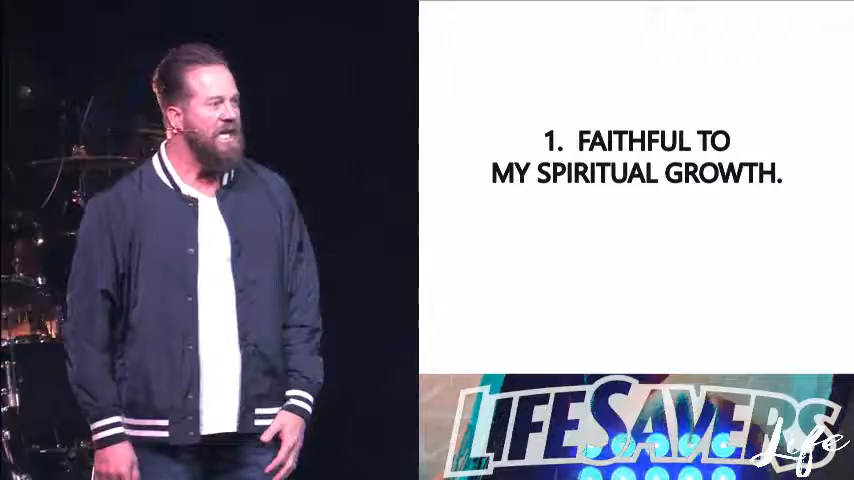 1. FAITHFUL TO
MY SPIRITUAL GROWTH.
LIFESAVERS
Life